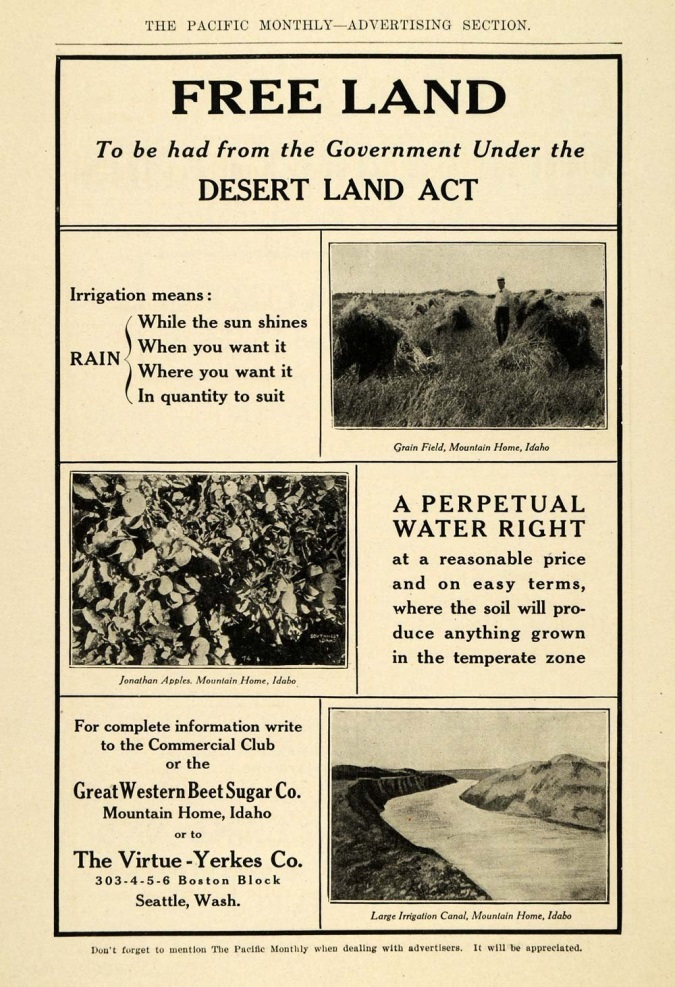 THE PACIFIC MONTHLY—ADVERTISING SECTION.
FREE LAND
To be had from the Government Under the
DESERT LAND ACT
Irrigation means:
RAIN
While the sun shines
When you want it
Where you want it
In quantity to suit
Grain Field, Mountain Home, Idaho
Jonathan Apples. Mountain Home, Idaho
A PERPETUAL
WATER RIGHT
at a reasonable price
and on easy terms,
where the soil will pro-
duce anything grown
in the temperate zone
For complete information write
to the Commercial Club
or the
Great Western Beet Sugar Co.
Mountain Home, Idaho
or to
The Virtue-Yerkes Co.
303-4-5-6 Boston Block
Seattle, Wash.
Large Irrigation Canal, Mountain Home, Idaho
Don't forget to mention The Pacific Monthly when dealing with advertisers. It will be appreciated.